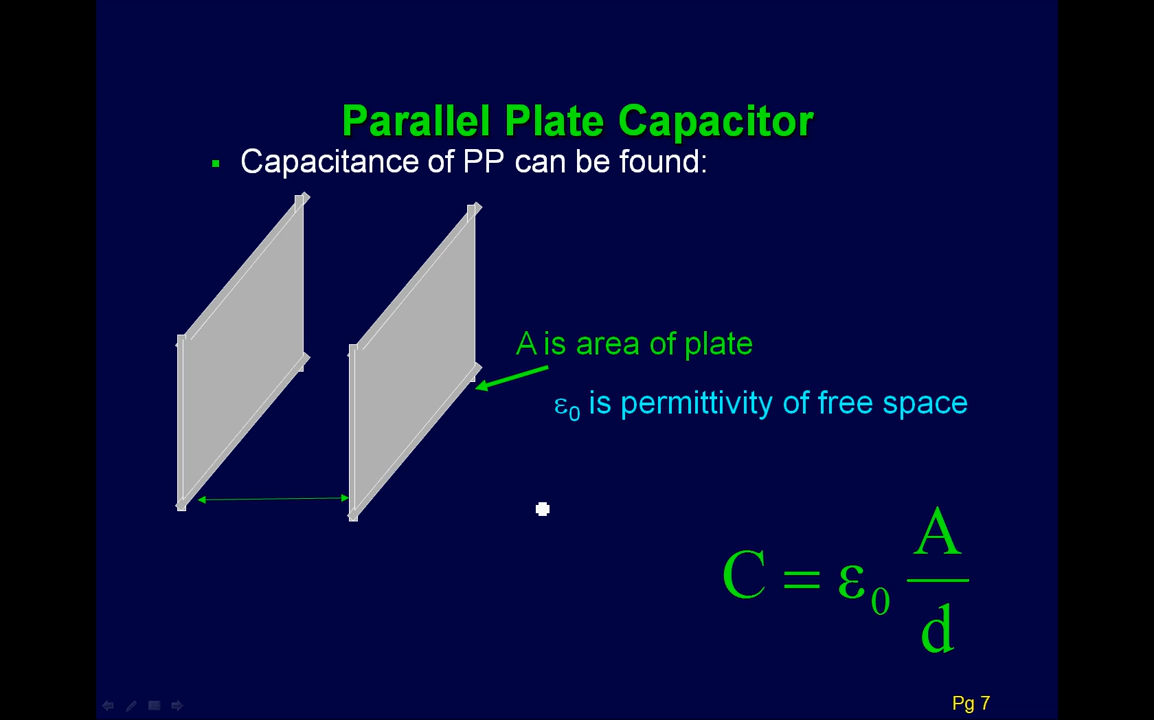 Parallel Plate Capacitor
▪ Capacitance of PP can be found:
A is area of plate
ε₀ is permittivity of free space
C = ε₀ A/d
Pg 7